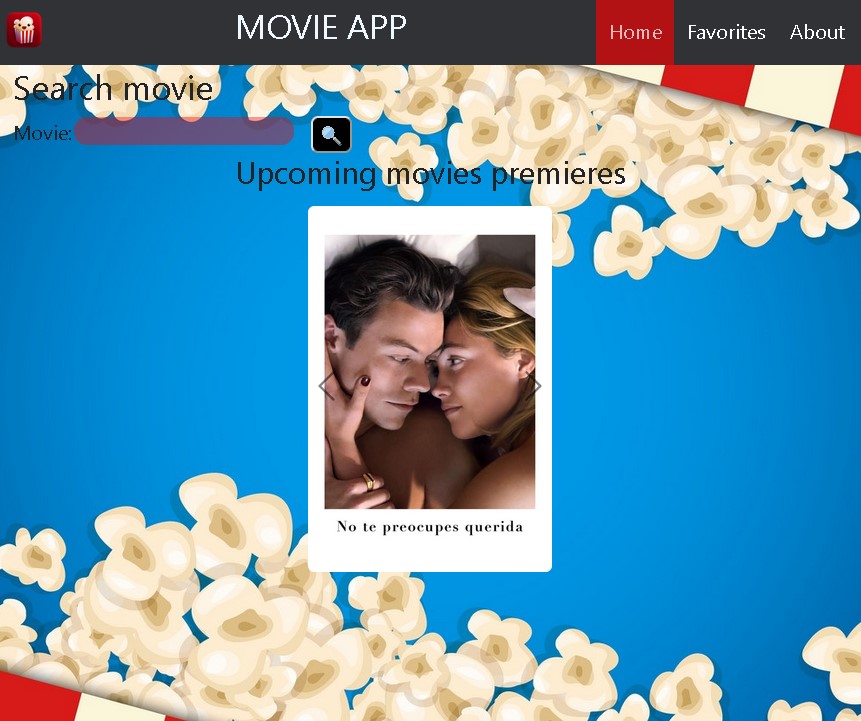 MOVIE APP
Home
Favorites
About
Search movie
Movie:
Upcoming movies premieres
No te preocupes querida